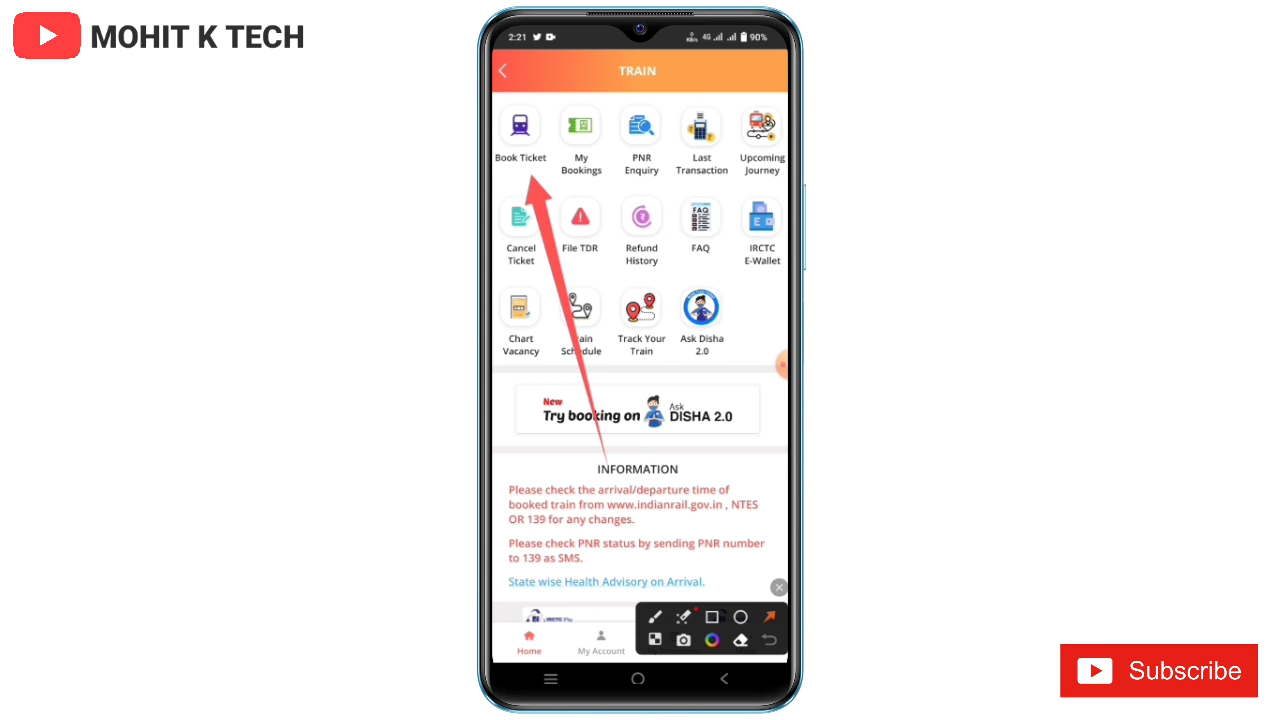 MOHIT K TECH
2:21
4G
90%
TRAIN
Book Ticket
My
Bookings
PNR
Enquiry
Last
Transaction
Upcoming
Journey
Cancel
Ticket
File TDR
Refund
History
FAQ
FAQ
IRCTC
E-Wallet
Chart
Vacancy
Train
Schedule
Track Your
Train
Ask Disha
2.0
New
Try booking on
Ask
DISHA 2.0
INFORMATION
Please check the arrival/departure time of
booked train from www.indianrail.gov.in , NTES
OR 139 for any changes.
Please check PNR status by sending PNR number
to 139 as SMS.
State wise Health Advisory on Arrival.
Home
My Account
Subscribe